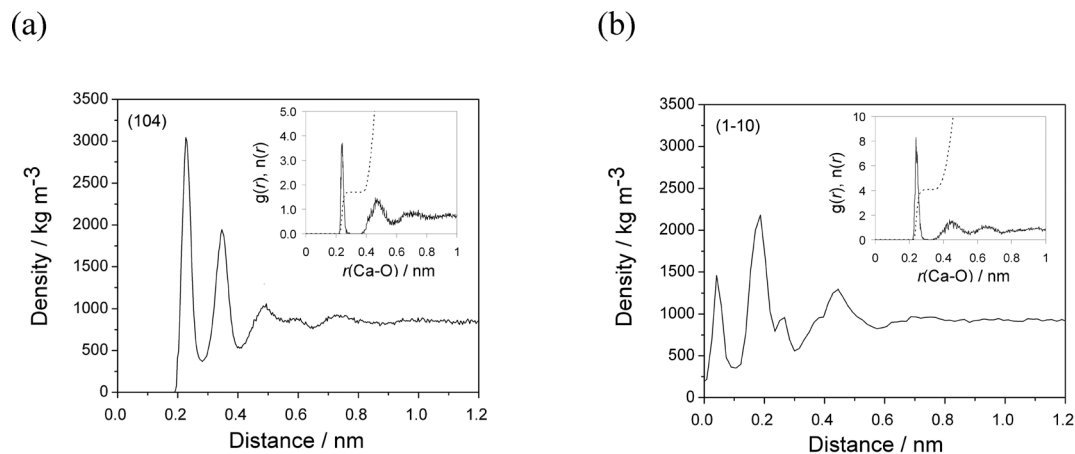 (a)
3500
3000
2500
2000
1500
1000
500
0
Density / kg m-3
(104)
0.0 0.2 0.4 0.6 0.8 1.0 1.2
Distance / nm
5.0
4.0
3.0
2.0
1.0
0.0
g(r), n(r)
0 0.2 0.4 0.6 0.8 1
r(Ca-O) / nm
(b)
3500
3000
2500
2000
1500
1000
500
0
Density / kg m-3
(1-10)
0.0 0.2 0.4 0.6 0.8 1.0 1.2
Distance / nm
10
8
6
4
2
0
g(r), n(r)
0 0.2 0.4 0.6 0.8 1
r(Ca-O) / nm